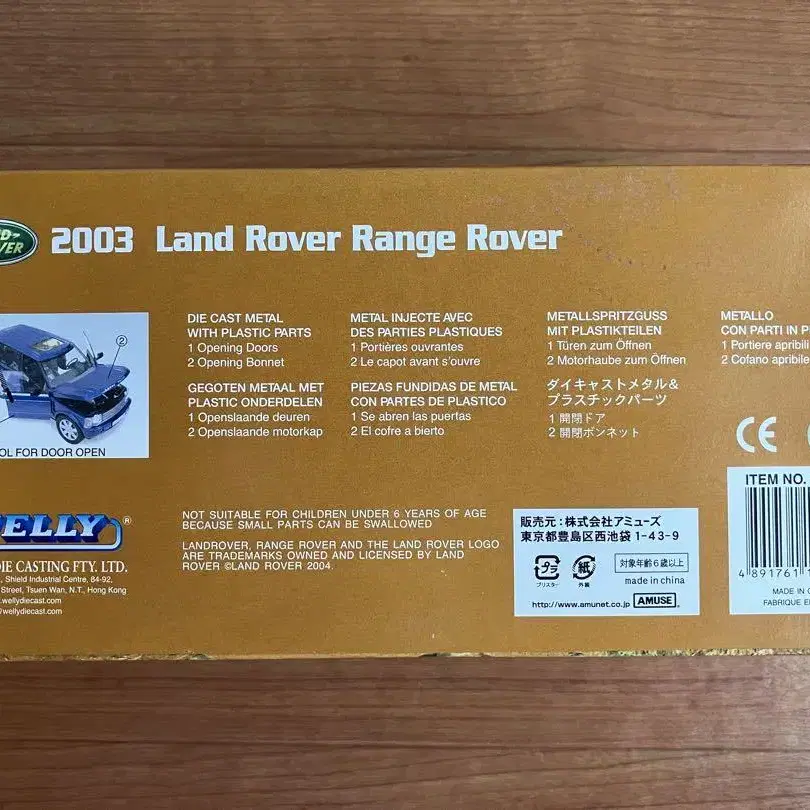 ROVER
2003 Land Rover Range Rover
2
OL FOR DOOR OPEN
DIE CAST METAL
WITH PLASTIC PARTS
1 Opening Doors
2 Opening Bonnet
METAL INJECTE AVEC
DES PARTIES PLASTIQUES
1 Portières ouvrantes
2 Le capot avant s'ouvre
METALLSPRITZGUSS
MIT PLASTIKTEILEN
1 Türen zum Öffnen
2 Motorhaube zum Öffnen
METALLO
CON PARTI IN P
1 Portiere apribili
2 Cofano apribile
GEGOTEN METAAL MET
PLASTIC ONDERDELEN
1 Openslaande deuren
2 Openslaande motorkap
PIEZAS FUNDIDAS DE METAL
CON PARTES DE PLASTICO
1 Se abren las puertas
2 El cofre a bierto
ダイキャストメタル&
プラスチックパーツ
1 開閉ドア
2 開閉ボンネット
CE
WELLY®
DIE CASTING FTY. LTD.
, Shield Industrial Centre, 84-92,
Street, Tsuen Wan, N.T., Hong Kong
wellydiecast.com
NOT SUITABLE FOR CHILDREN UNDER 6 YEARS OF AGE
BECAUSE SMALL PARTS CAN BE SWALLOWED
LANDROVER, RANGE ROVER AND THE LAND ROVER LOGO
ARE TRADEMARKS OWNED AND LICENSED BY LAND
ROVER ©LAND ROVER 2004.
販売元:株式会社アミューズ
東京都豊島区西池袋 1-43-9
プラ
ブリスター
紙
外箱
対象年齢6歳以上
made in china
http://www.amunet.co.jp
AMUSE
ITEM NO.
4 891761 1
MADE IN C
FABRIQUE E